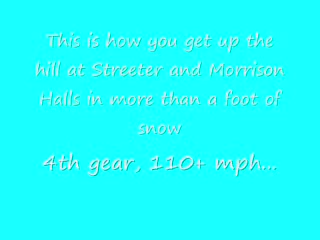 This is how you get up the
hill at Streeter and Morrison
Halls in more than a foot of
snow
4th gear, 110+ mph...